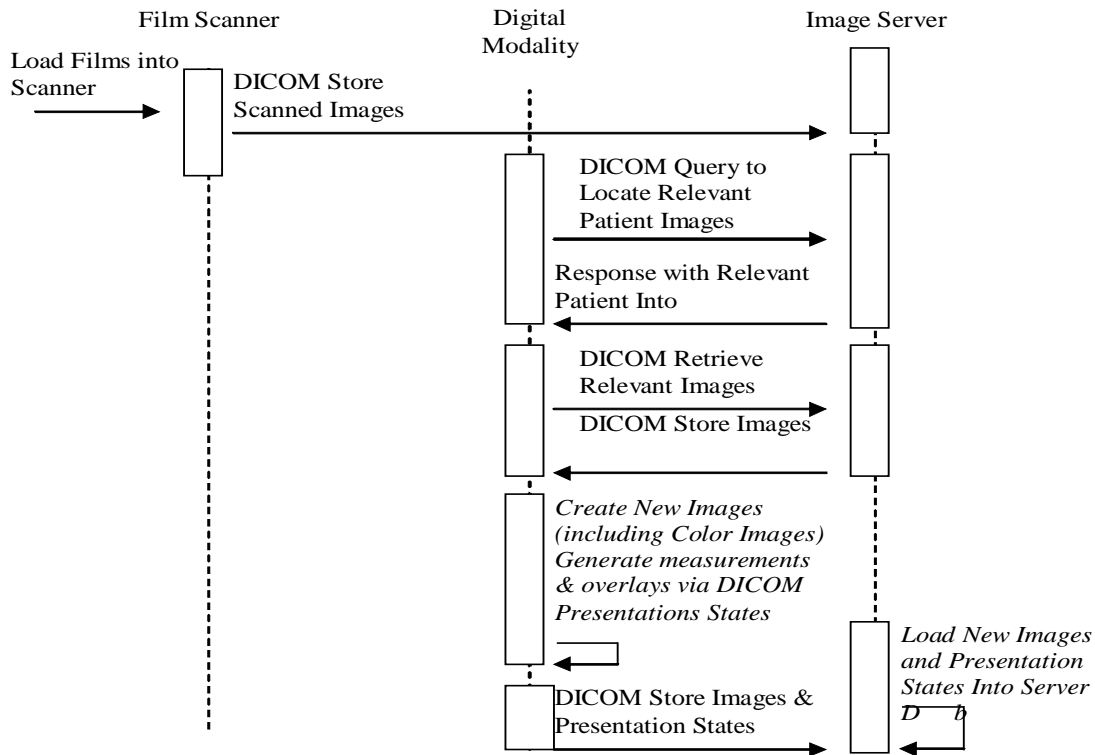 Film Scanner
Digital
Modality
Image Server
Load Films into
Scanner
DICOM Store
Scanned Images
DICOM Query to
Locate Relevant
Patient Images
Response with Relevant
Patient Into
DICOM Retrieve
Relevant Images
DICOM Store Images
Create New Images
(including Color Images)
Generate measurements
& overlays via DICOM
Presentations States
Load New Images
and Presentation
States Into Server
D b
DICOM Store Images &
Presentation States